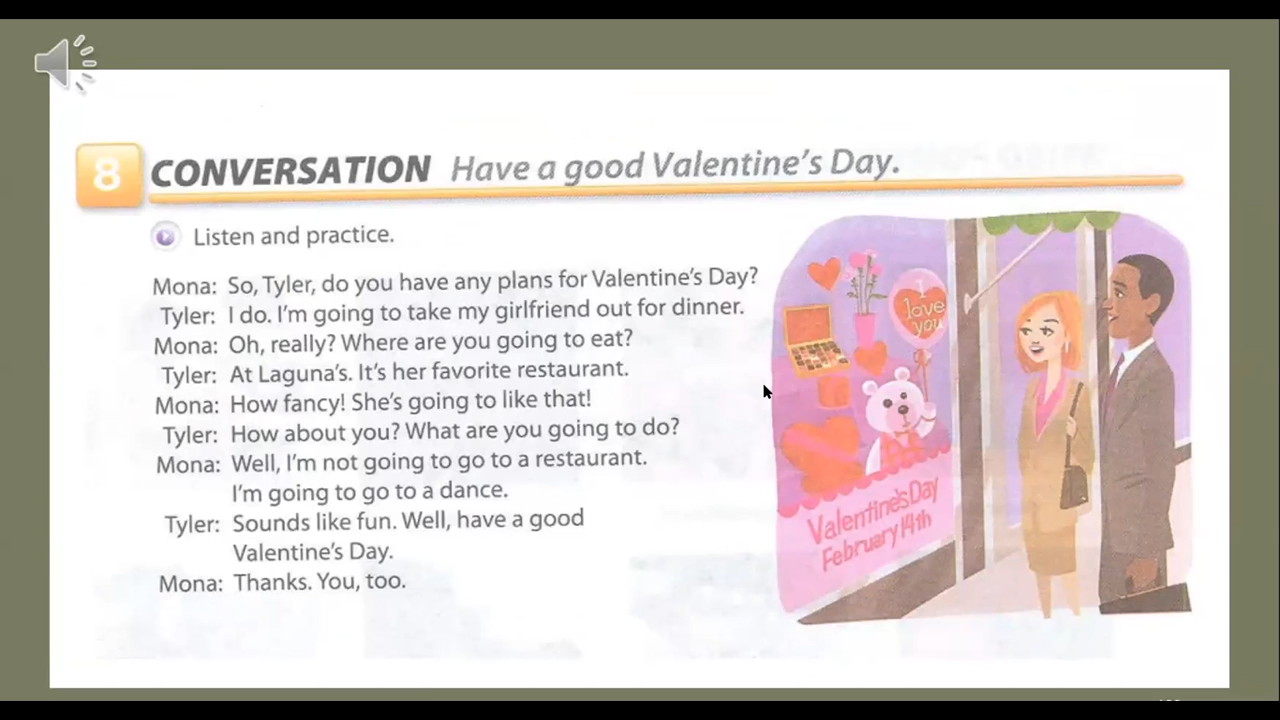 8 CONVERSATION Have a good Valentine's Day.
Listen and practice.
Mona: So, Tyler, do you have any plans for Valentine's Day?
Tyler: I do. I'm going to take my girlfriend out for dinner.
Mona: Oh, really? Where are you going to eat?
Tyler: At Laguna's. It's her favorite restaurant.
Mona: How fancy! She's going to like that!
Tyler: How about you? What are you going to do?
Mona: Well, I'm not going to go to a restaurant.
I'm going to go to a dance.
Tyler: Sounds like fun. Well, have a good
Valentine's Day.
Mona: Thanks. You, too.
I
love
you
Valentine's Day
February 14th